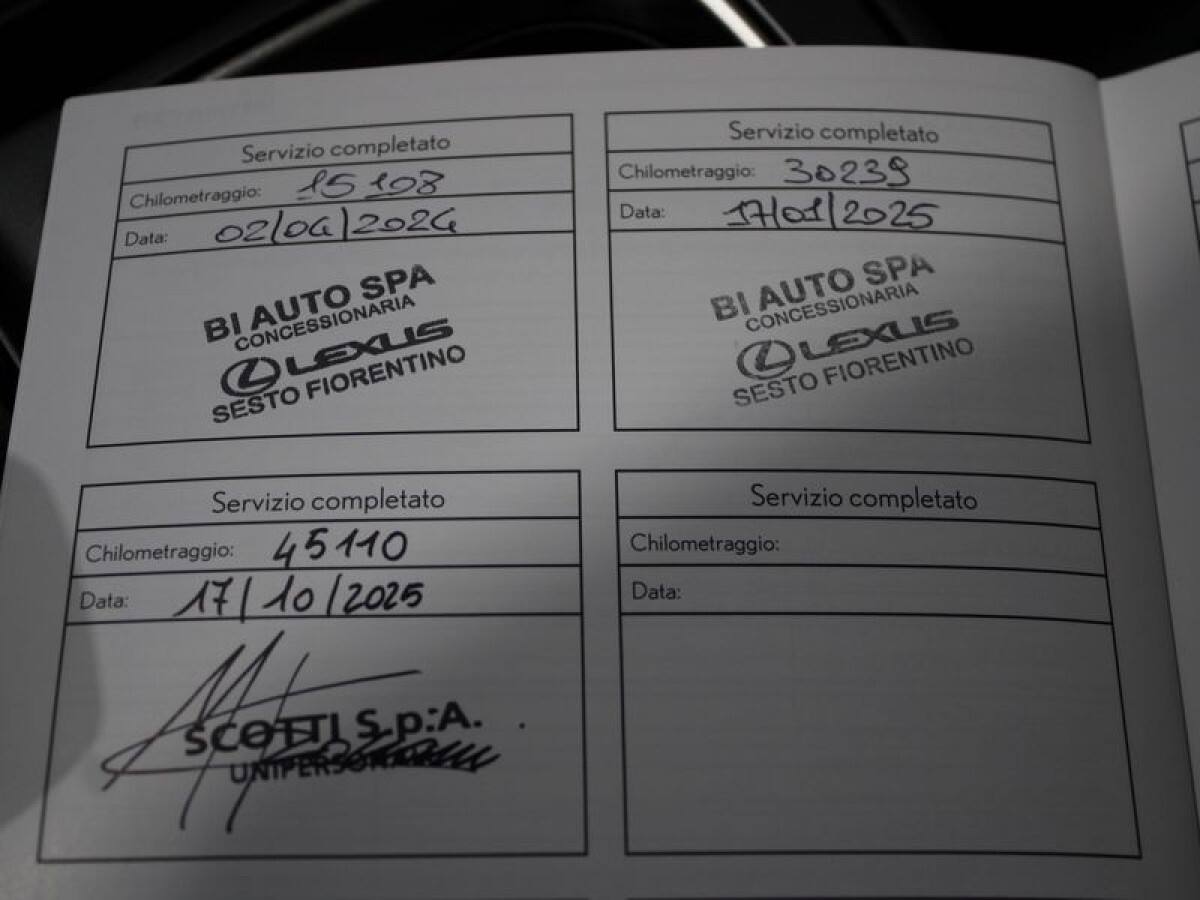 Servizio completato
Chilometraggio: 15108
Data: 02/04/2024
BI AUTO SPA
CONCESSIONARIA
LEXUS
SESTO FIORENTINO
Servizio completato
Chilometraggio: 30239
Data: 17/01/2025
BI AUTO SPA
CONCESSIONARIA
LEXUS
SESTO FIORENTINO
Servizio completato
Chilometraggio: 45110
Data: 17/10/2025
SCOTTI S.p.A.
Servizio completato
Chilometraggio:
Data: